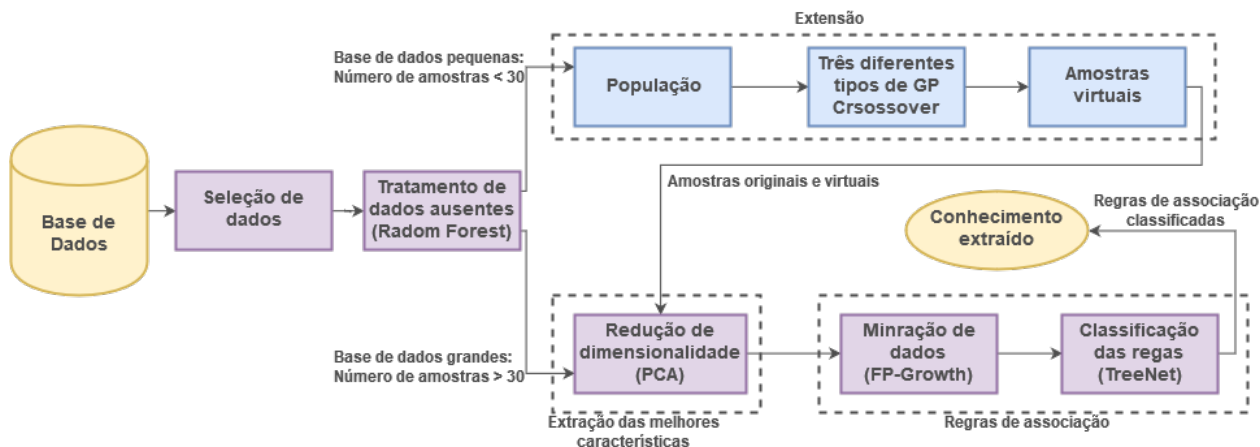 Extensão
Base de dados pequenas:
Número de amostras < 30
População
Três diferentes
tipos de GP
Crsossover
Amostras
virtuais
Base de
Dados
Seleção de
dados
Tratamento de
dados ausentes
(Radom Forest)
Amostras originais e virtuais
Regras de associação
classificadas
Conhecimento
extraído
Base de dados grandes:
Número de amostras > 30
Redução de
dimensionalidade
(PCA)
Minração de
dados
(FP-Growth)
Classificação
das regas
(TreeNet)
Extração das melhores
características
Regras de associação